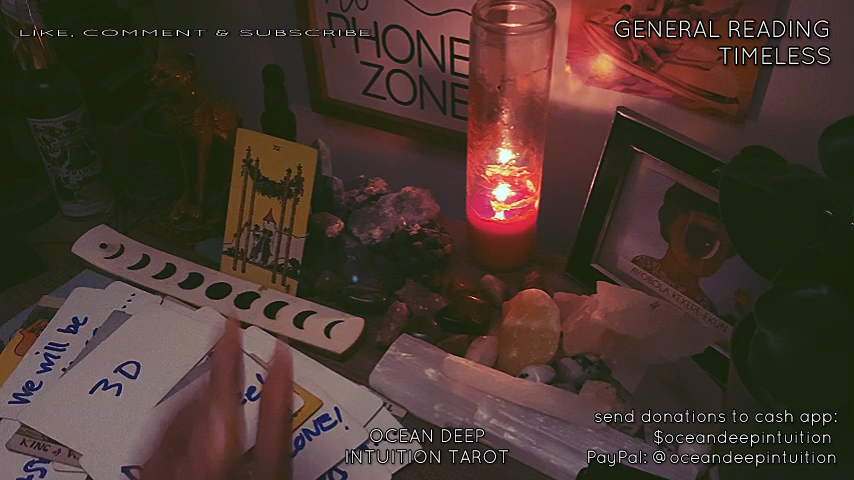 LIKE, COMMENT & SUBSCRIBE
GENERAL READING
TIMELESS
PHONE
ZONE
We will be
3D
ONE!
OCEAN DEEP
INTUITION TAROT
send donations to cash app:
$oceandeepintuition
PayPal: @oceandeepintuition